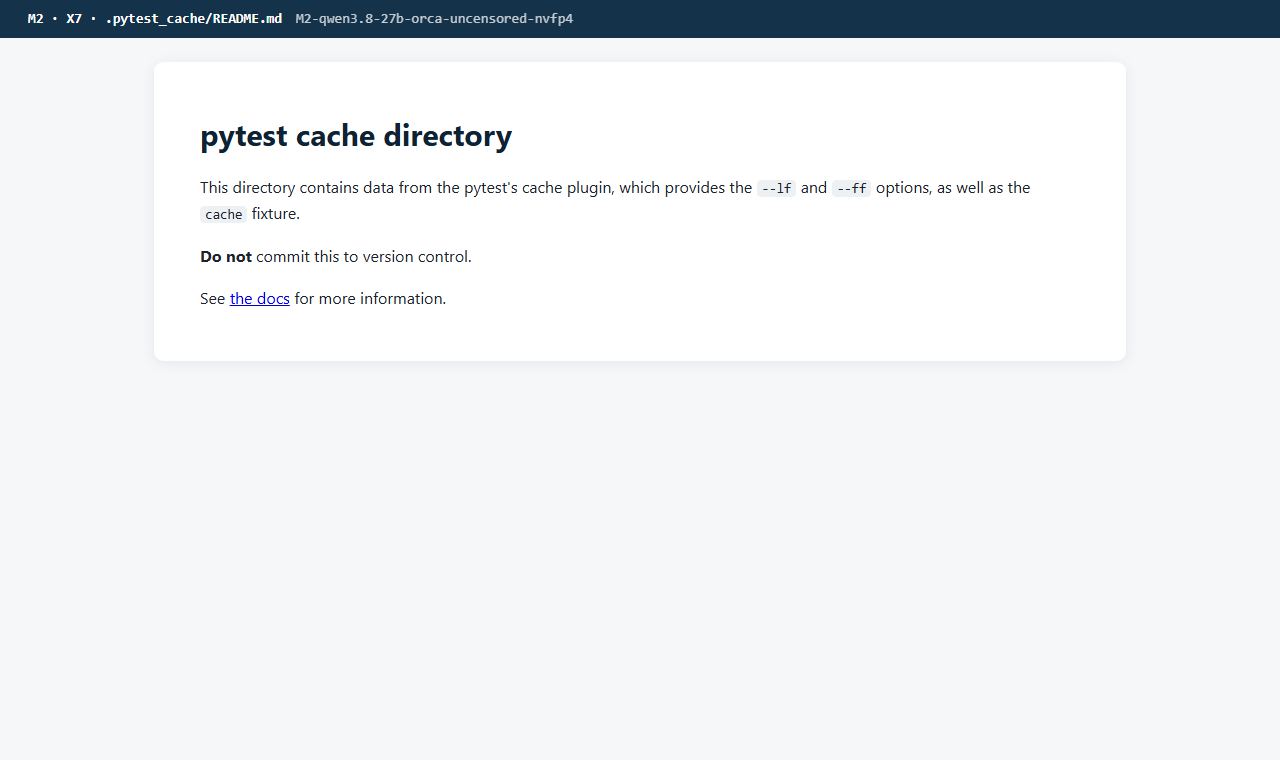 M2 · X7 · .pytest_cache/README.md M2-qwen3.8-27b-orca-uncensored-nvfp4
pytest cache directory
This directory contains data from the pytest's cache plugin, which provides the --lf and --ff options, as well as the
cache fixture.
Do not commit this to version control.
See the docs for more information.